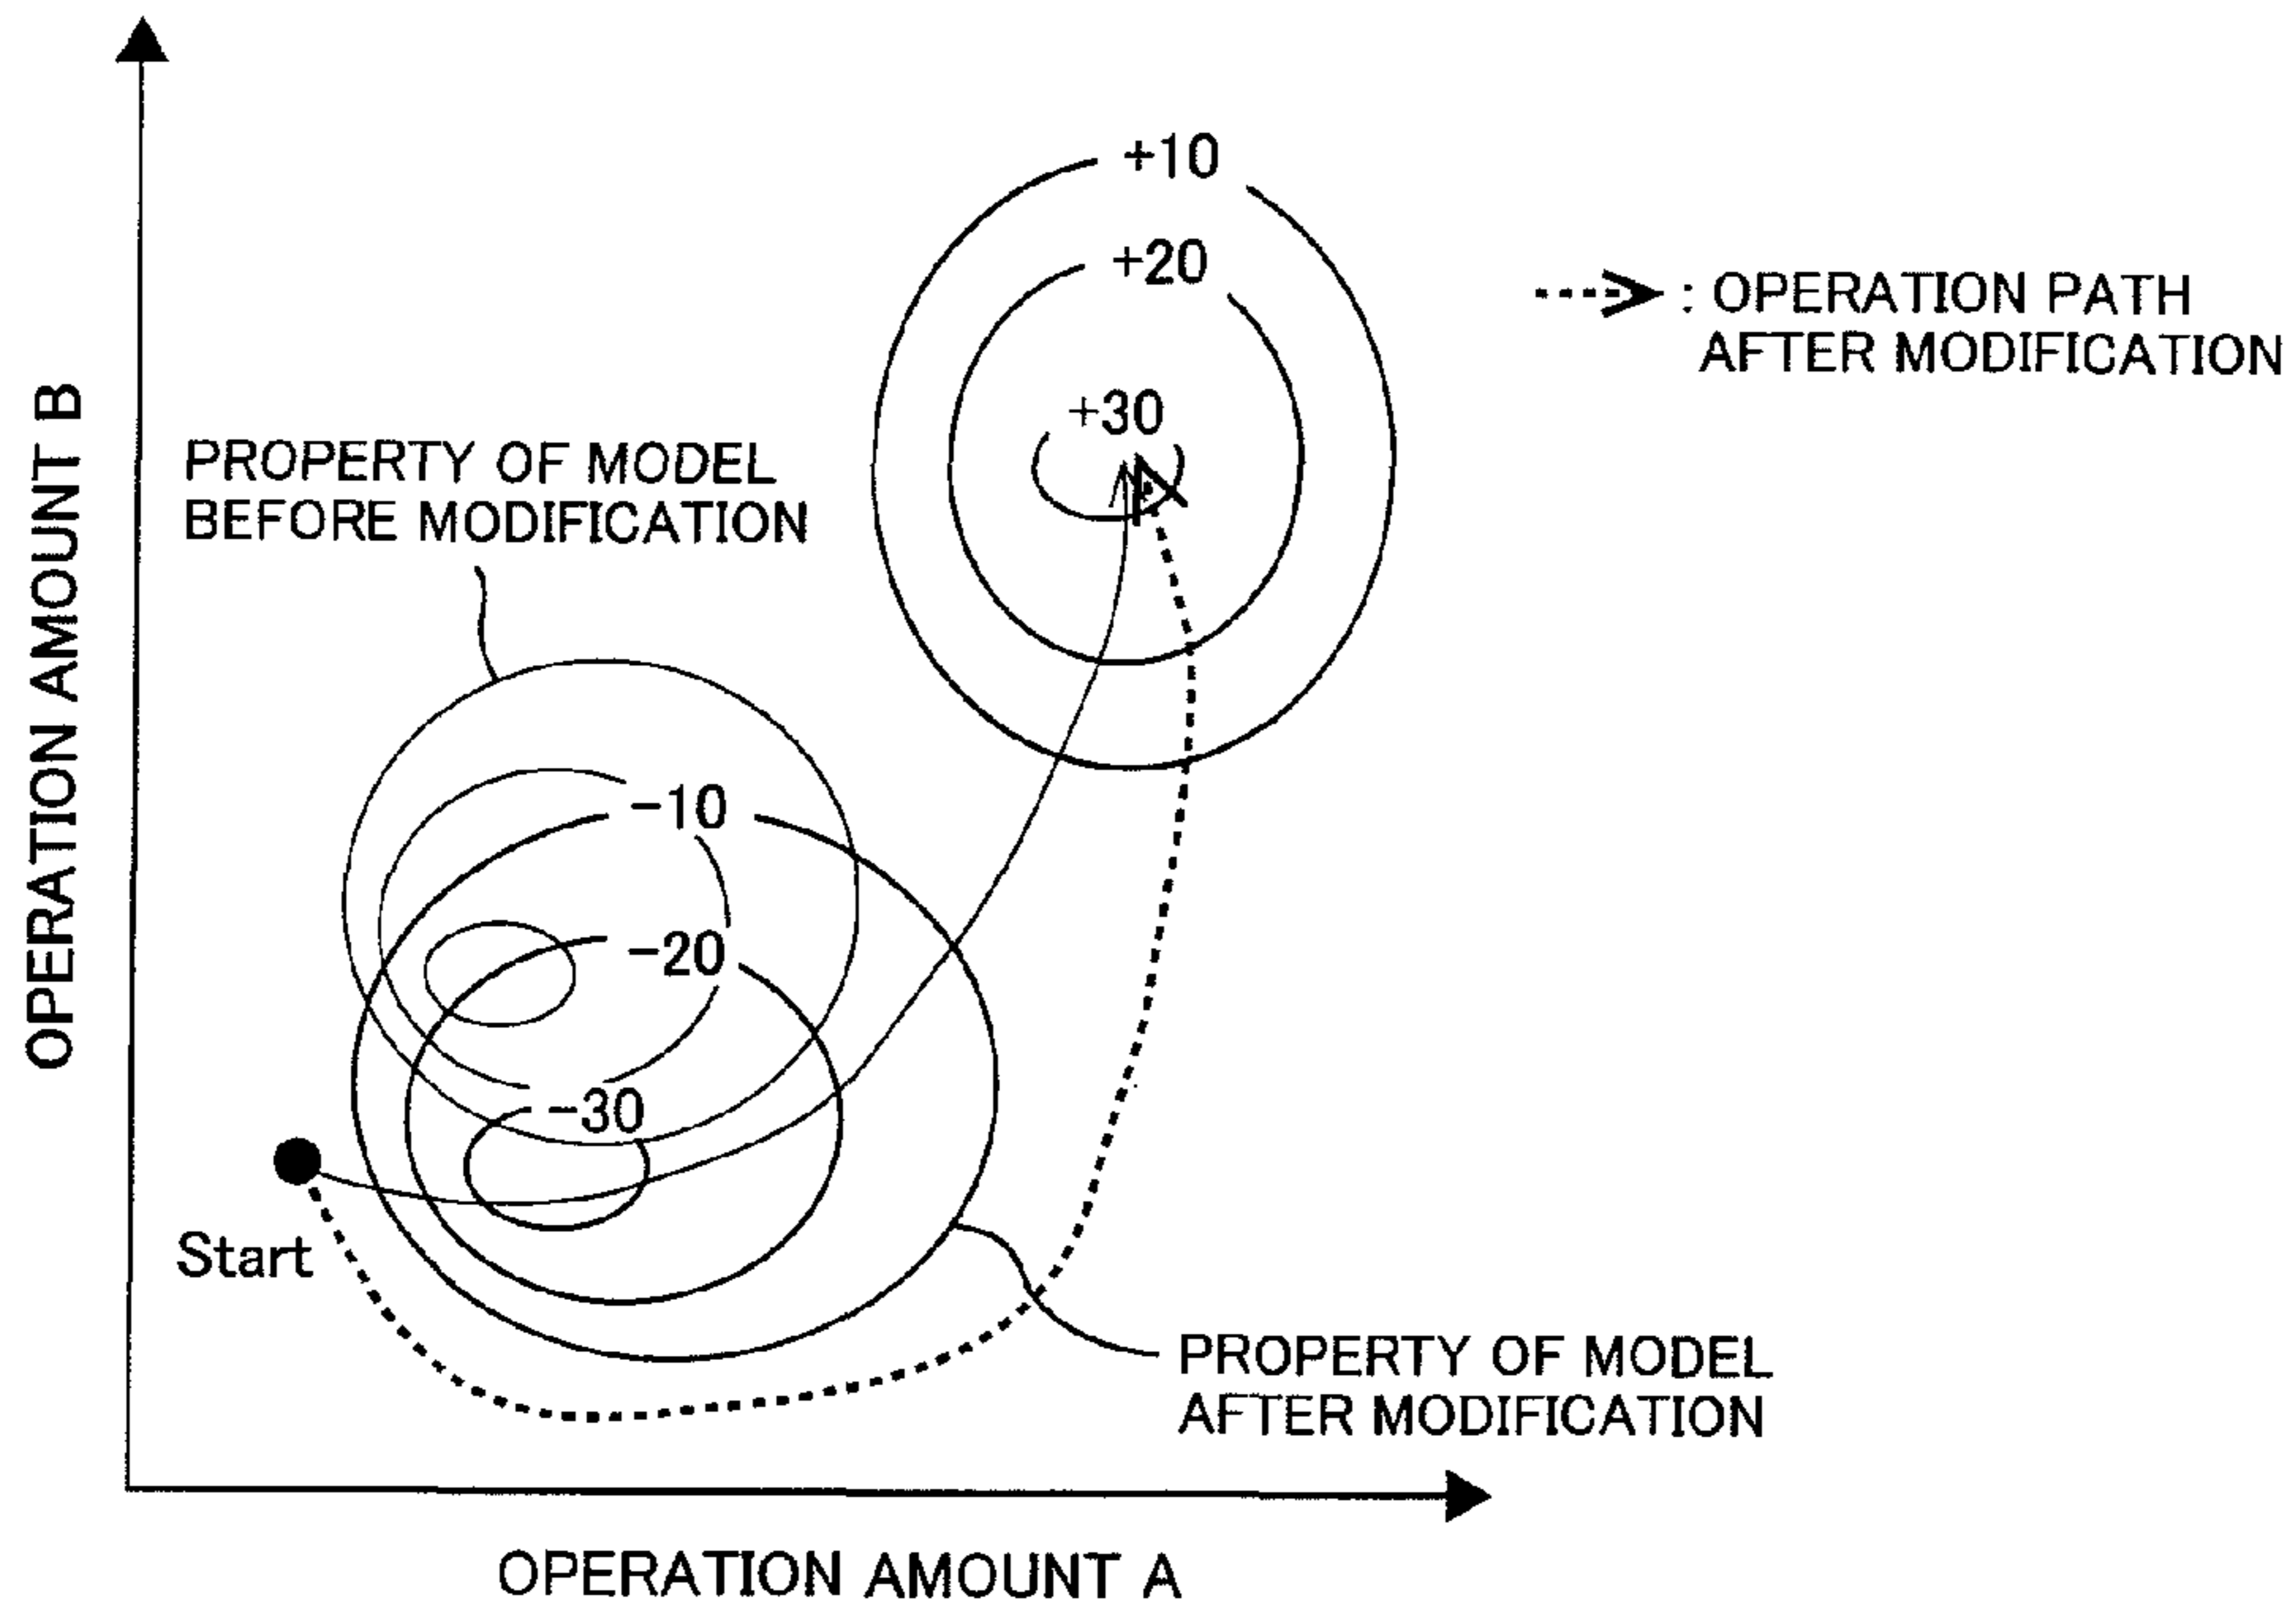 +10
+20
: OPERATION PATH
AFTER MODIFICATION
+30
PROPERTY OF MODEL
BEFORE MODIFICATION
OPERATION AMOUNT B
-10
-20
-30
Start
PROPERTY OF MODEL
AFTER MODIFICATION
OPERATION AMOUNT A